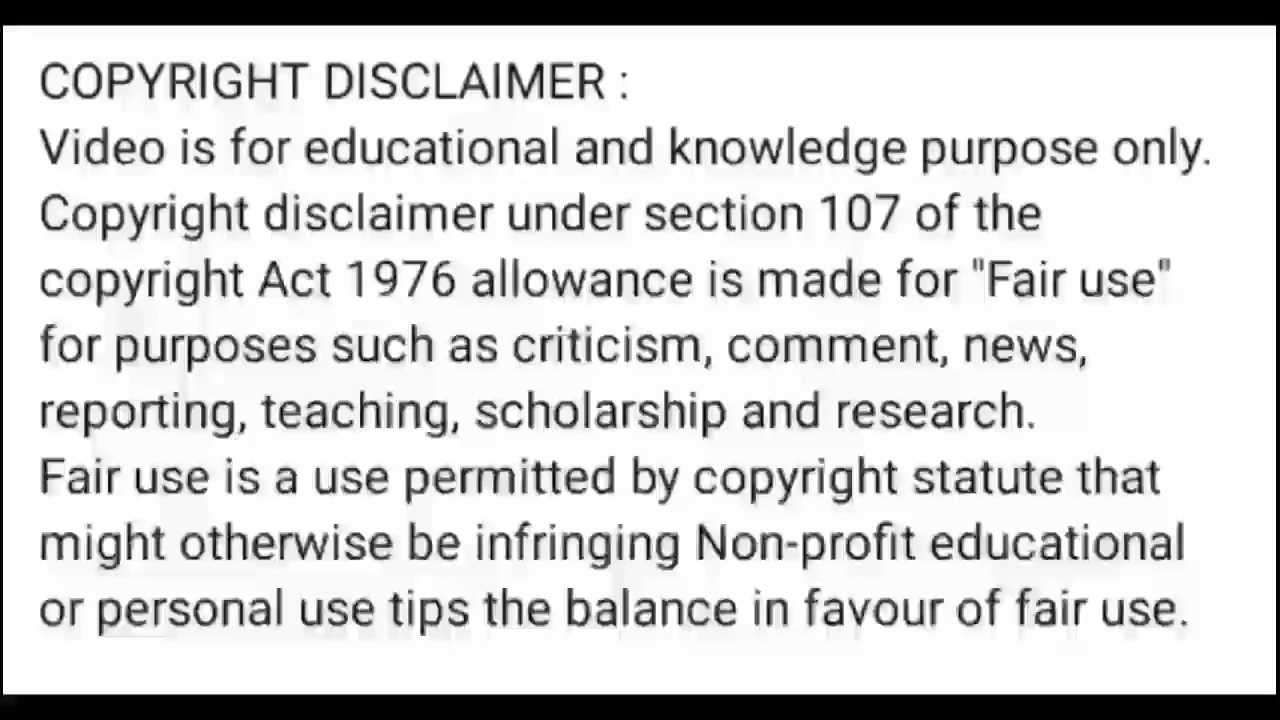 COPYRIGHT DISCLAIMER :
Video is for educational and knowledge purpose only.
Copyright disclaimer under section 107 of the
copyright Act 1976 allowance is made for "Fair use"
for purposes such as criticism, comment, news,
reporting, teaching, scholarship and research.
Fair use is a use permitted by copyright statute that
might otherwise be infringing Non-profit educational
or personal use tips the balance in favour of fair use.